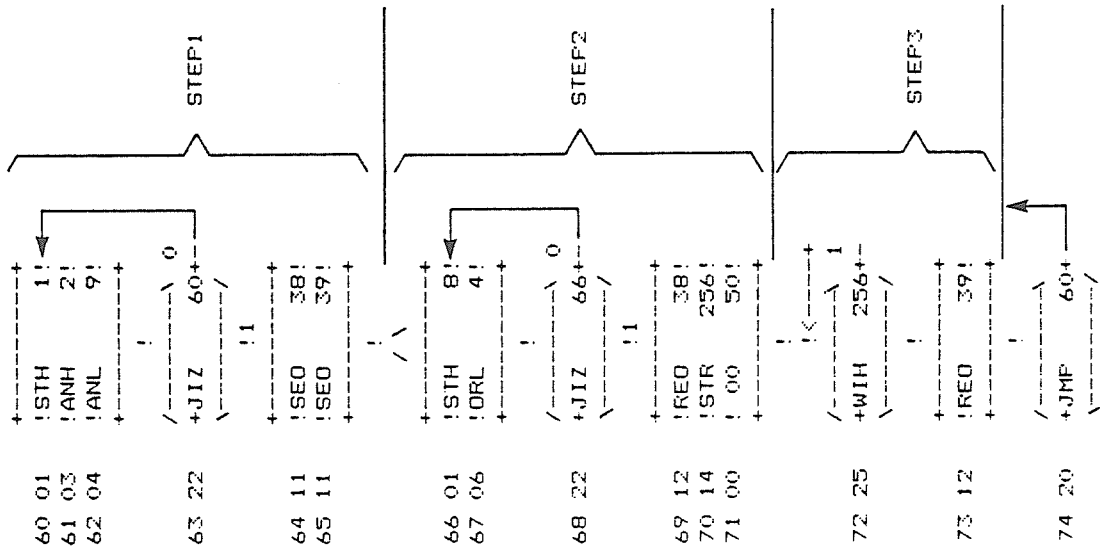 +-----------+
60 01 !STH 1!
61 03 !ANH 2!
62 04 !ANL 9!
+-----------+
!
/---------\ 0
63 22 +JIZ 60+--
\---------/
!1
+-----------+
64 11 !SEO 38!
65 11 !SEO 39!
+-----------+
STEP1
!
/ \
+-----------+
66 01 !STH 8!
67 06 !ORL 4!
+-----------+
!
/---------\ 0
68 22 +JIZ 66+--
\---------/
!1
+-----------+
69 12 !REO 38!
70 14 !STR 256!
71 00 ! 00 50!
+-----------+
STEP2
!
!<------+
/---------\ 1
72 25 +WIH 256+--
\---------/
!
+-----------+
73 12 !REO 39!
+-----------+
STEP3
!
/---------\
74 20 +JMP 60+--
\---------/